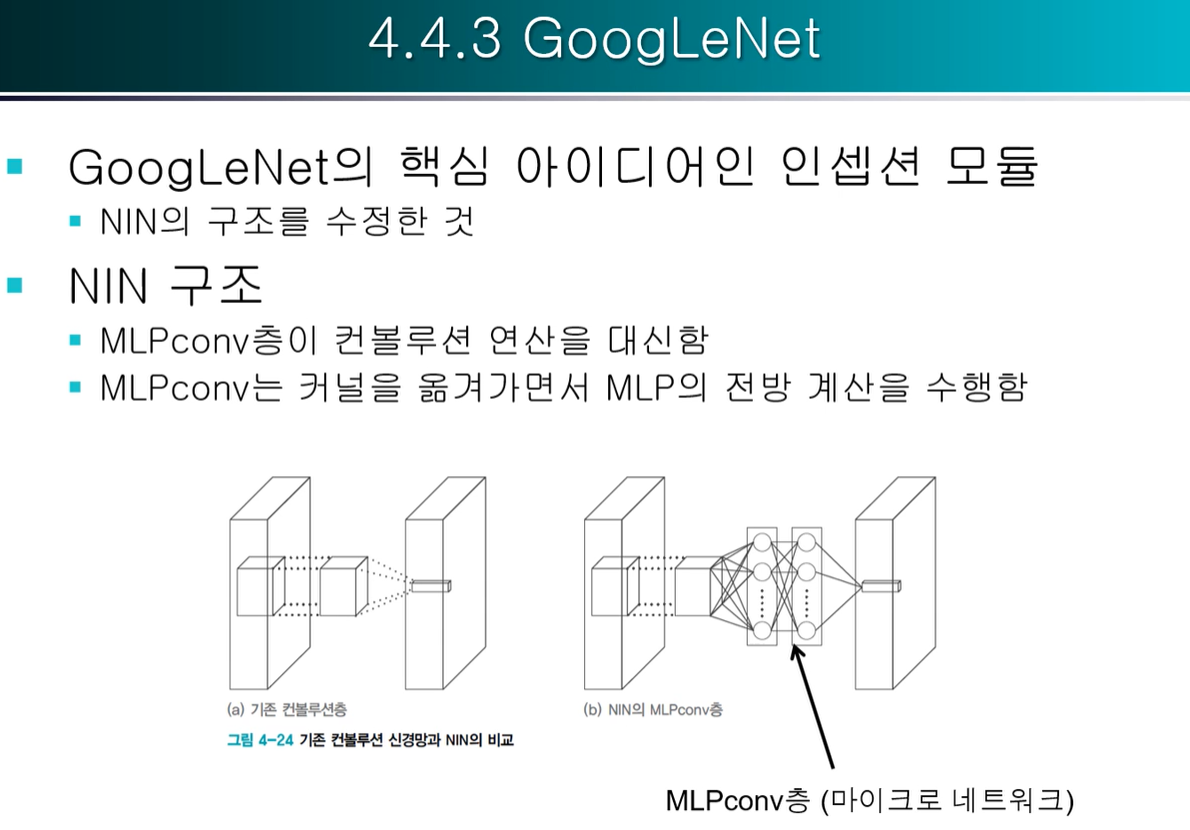 4.4.3 GoogLeNet
GoogLeNet의 핵심 아이디어인 인셉션 모듈
NIN의 구조를 수정한 것
NIN 구조
MLPconv층이 컨볼루션 연산을 대신함
MLPconv는 커널을 옮겨가면서 MLP의 전방 계산을 수행함
(a) 기존 컨볼루션층
(b) NIN의 MLPconv층
그림 4-24 기존 컨볼루션 신경망과 NIN의 비교
MLPconv층 (마이크로 네트워크)